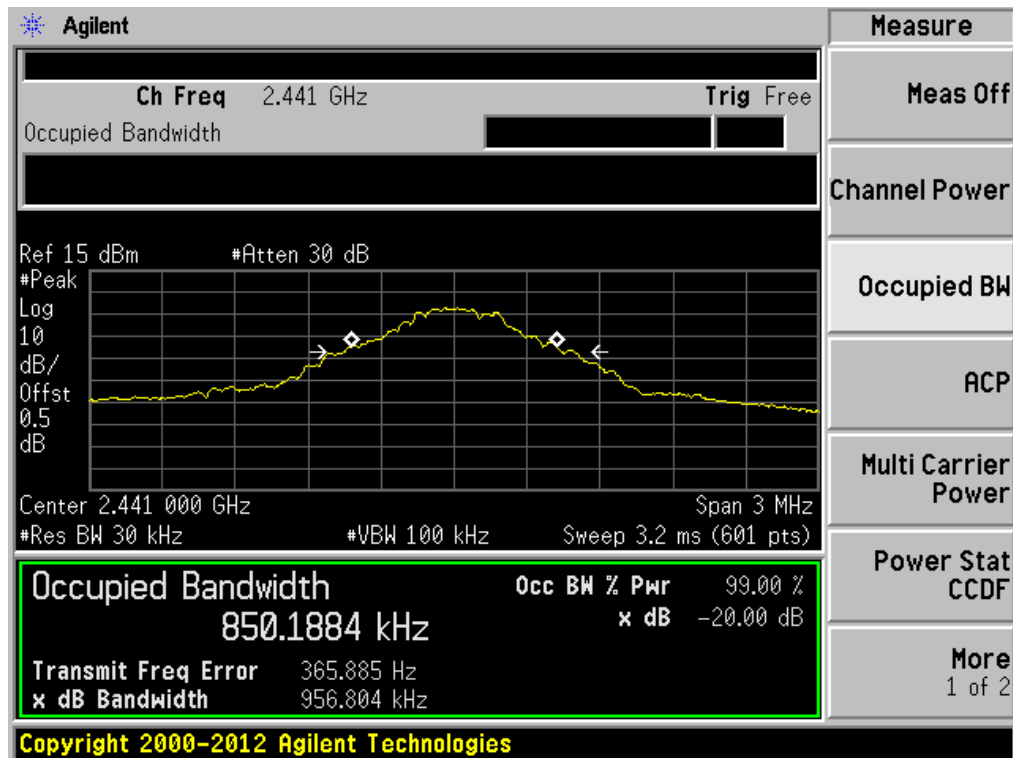 Agilent
Measure
Ch Freq 2.441 GHz Trig Free
Occupied Bandwidth
Meas Off
Channel Power
Occupied BW
ACP
Multi Carrier
Power
Power Stat
CCDF
More
1 of 2
Ref 15 dBm #Atten 30 dB
#Peak
Log
10
dB/
Offst
0.5
dB
Center 2.441 000 GHz Span 3 MHz
#Res BW 30 kHz #VBW 100 kHz Sweep 3.2 ms (601 pts)
Occupied Bandwidth Occ BW % Pwr 99.00 %
850.1884 kHz x dB -20.00 dB
Transmit Freq Error 365.885 Hz
x dB Bandwidth 956.804 kHz
Copyright 2000-2012 Agilent Technologies